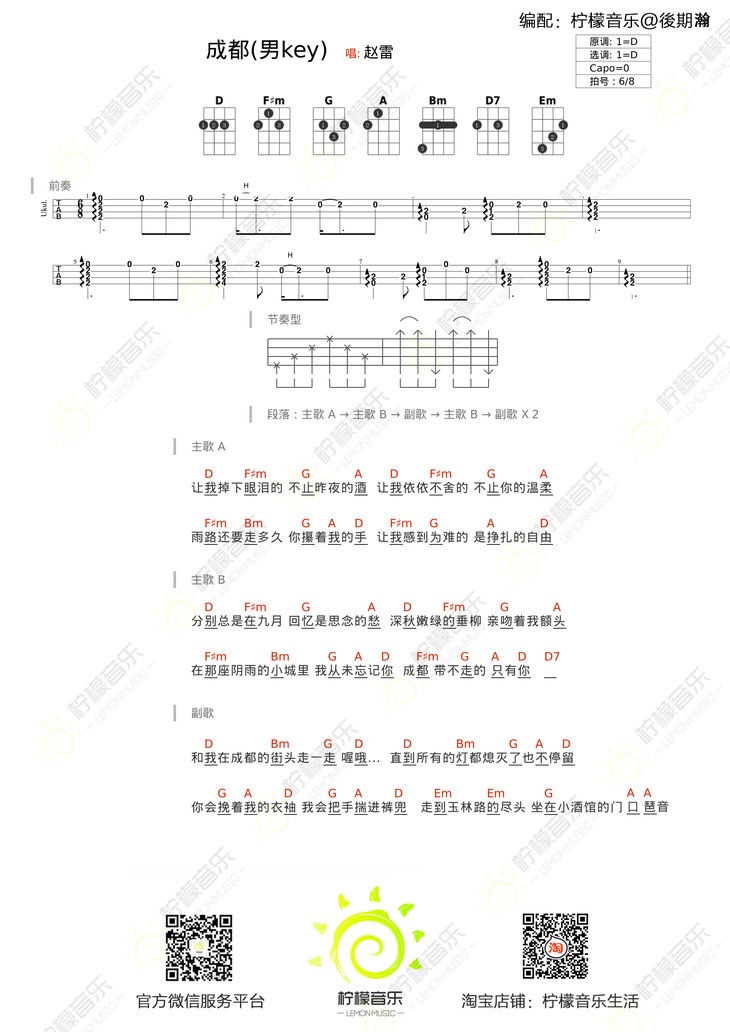 编配：柠檬音乐@後期瀚
成都(男key) 唱: 赵雷
原调: 1=D
选调: 1=D
Capo=0
拍号：6/8
D F♯m G A Bm D7 Em
前奏
节奏型
段落：主歌 A → 主歌 B → 副歌 → 主歌 B → 副歌 X 2
主歌 A
D F♯m G A D F♯m G A
让我掉下眼泪的 不止昨夜的酒 让我依依不舍的 不止你的温柔
F♯m Bm G A D F♯m G A D
雨路还要走多久 你攥着我的手 让我感到为难的 是挣扎的自由
主歌 B
D F♯m G A D F♯m G A
分别总是在九月 回忆是思念的愁 深秋嫩绿的垂柳 亲吻着我额头
F♯m Bm G A D F♯m G A D D7
在那座阴雨的小城里 我从未忘记你 成都 带不走的 只有你
副歌
D Bm G D D Bm G A D
和我在成都的街头走一走 喔哦... 直到所有的灯都熄灭了也不停留
G A D G A D Em Em G A A
你会挽着我的衣袖 我会把手揣进裤兜 走到玉林路的尽头 坐在小酒馆的门 口 琶音
官方微信服务平台
柠檬音乐
LEMON MUSIC
淘
淘宝店铺：柠檬音乐生活